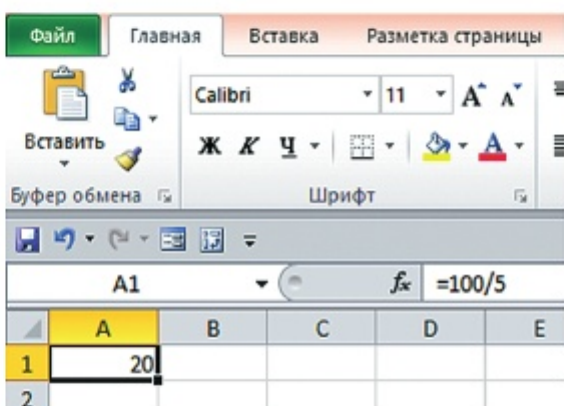 Файл Главная Вставка Разметка страницы
Calibri 11 А А
Вставить Ж К Ч А
Буфер обмена Шрифт
A1 fx =100/5
A B C D E
1 20
2